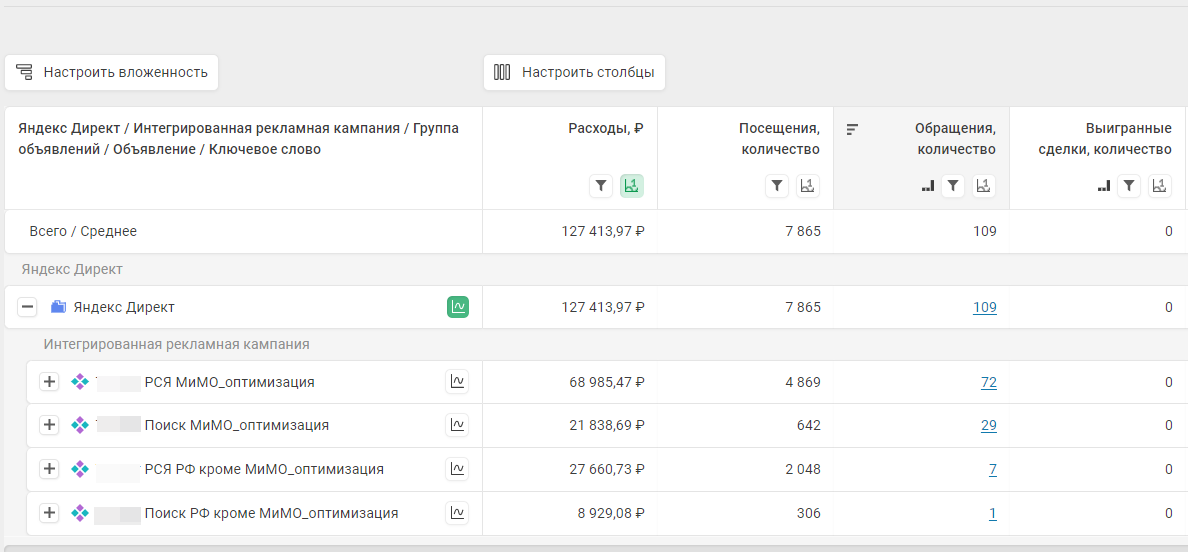 Настроить вложенность
Настроить столбцы
Яндекс Директ / Интегрированная рекламная кампания / Группа
объявлений / Объявление / Ключевое слово
Расходы, ₽
Посещения,
количество
Обращения,
количество
Выигранные
сделки, количество
Всего / Среднее 127 413,97 ₽ 7 865 109 0
Яндекс Директ
Яндекс Директ 127 413,97 ₽ 7 865 109 0
Интегрированная рекламная кампания
РСЯ МиМО_оптимизация 68 985,47 ₽ 4 869 72 0
Поиск МиМО_оптимизация 21 838,69 ₽ 642 29 0
РСЯ РФ кроме МиМО_оптимизация 27 660,73 ₽ 2 048 7 0
Поиск РФ кроме МиМО_оптимизация 8 929,08 ₽ 306 1 0